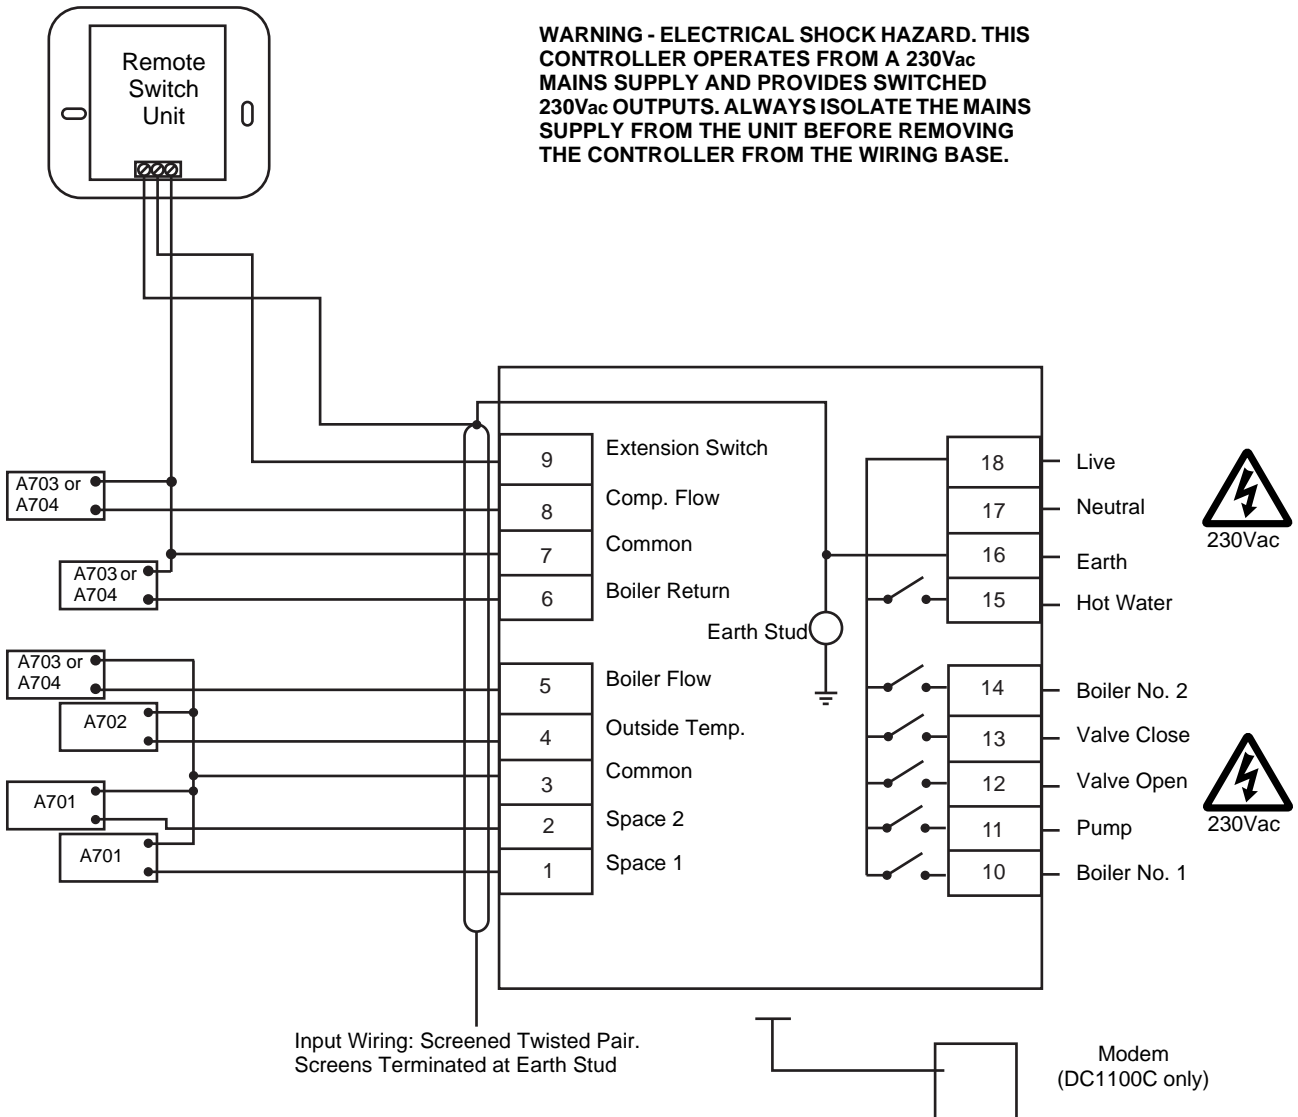 Remote
Switch
Unit
WARNING - ELECTRICAL SHOCK HAZARD. THIS
CONTROLLER OPERATES FROM A 230Vac
MAINS SUPPLY AND PROVIDES SWITCHED
230Vac OUTPUTS. ALWAYS ISOLATE THE MAINS
SUPPLY FROM THE UNIT BEFORE REMOVING
THE CONTROLLER FROM THE WIRING BASE.
A703 or
A704
A703 or
A704
A703 or
A704
A702
A701
A701
9 Extension Switch
8 Comp. Flow
7 Common
6 Boiler Return
Earth Stud
5 Boiler Flow
4 Outside Temp.
3 Common
2 Space 2
1 Space 1
18 Live
17 Neutral
16 Earth
15 Hot Water
230Vac
14 Boiler No. 2
13 Valve Close
12 Valve Open
11 Pump
10 Boiler No. 1
230Vac
Input Wiring: Screened Twisted Pair.
Screens Terminated at Earth Stud
Modem
(DC1100C only)